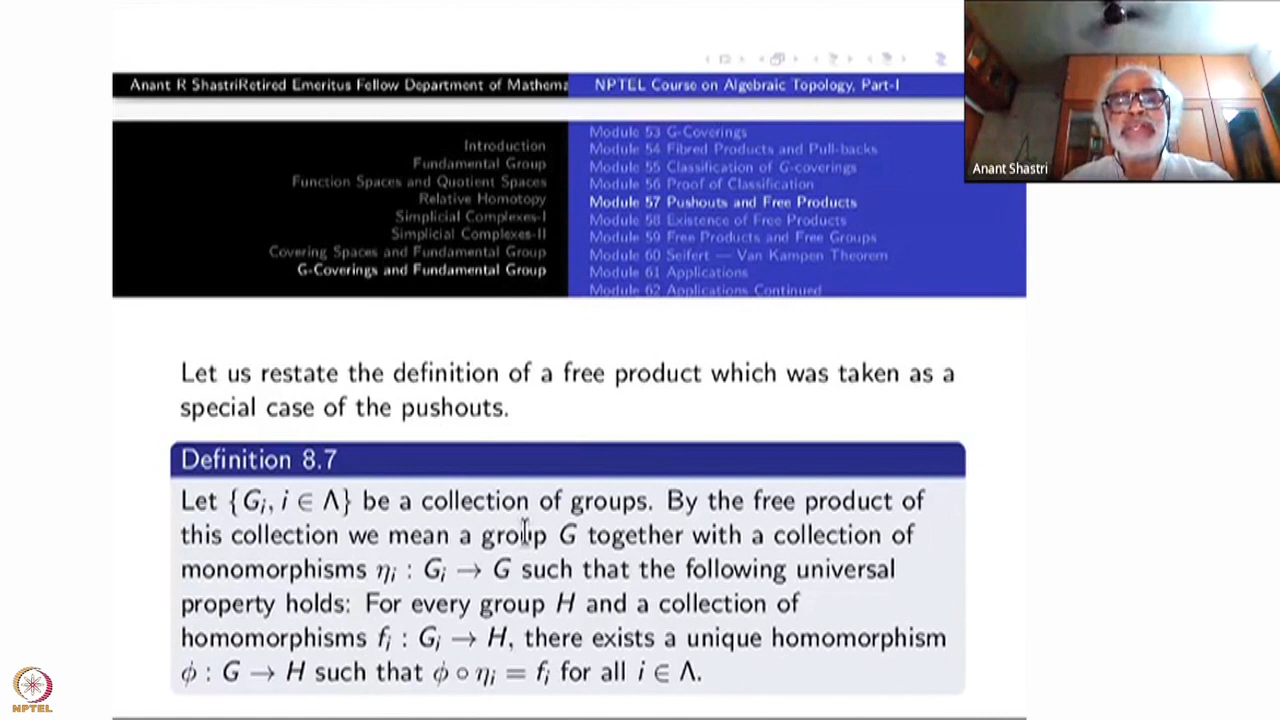 Anant R ShastriRetired Emeritus Fellow Department of Mathema
NPTEL Course on Algebraic Topology, Part-I
Introduction
Fundamental Group
Function Spaces and Quotient Spaces
Relative Homotopy
Simplicial Complexes-I
Simplicial Complexes-II
Covering Spaces and Fundamental Group
G-Coverings and Fundamental Group
Module 53 G-Coverings
Module 54 Fibred Products and Pull-backs
Module 55 Classification of G-coverings
Module 56 Proof of Classification
Module 57 Pushouts and Free Products
Module 58 Existence of Free Products
Module 59 Free Products and Free Groups
Module 60 Seifert — Van Kampen Theorem
Module 61 Applications
Module 62 Applications Continued
Anant Shastri
Let us restate the definition of a free product which was taken as a
special case of the pushouts.
Definition 8.7
Let {G_i, i ∈ Λ} be a collection of groups. By the free product of
this collection we mean a group G together with a collection of
monomorphisms η_i : G_i → G such that the following universal
property holds: For every group H and a collection of
homomorphisms f_i : G_i → H, there exists a unique homomorphism
ϕ : G → H such that ϕ ∘ η_i = f_i for all i ∈ Λ.
NPTEL